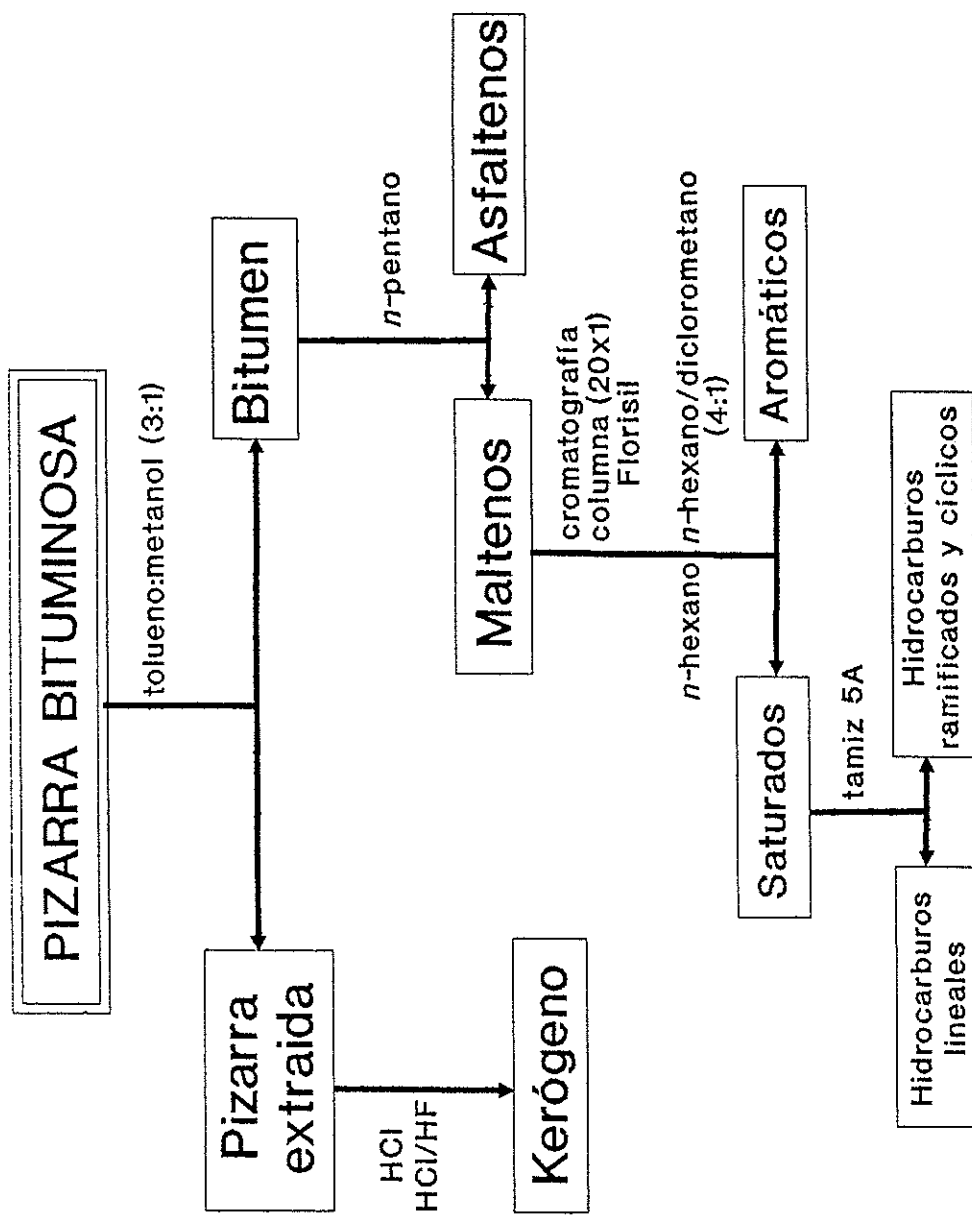 PIZARRA BITUMINOSA
tolueno:metanol (3:1)
Pizarra
extraida
Bitumen
HCl
HCl/HF
n-pentano
Kerógeno
Maltenos
Asfaltenos
cromatografía
columna (20x1)
Florisil
n-hexano
n-hexano/diclorometano
(4:1)
Saturados
Aromáticos
tamiz 5A
Hidrocarburos
lineales
Hidrocarburos
ramificados y cíclicos